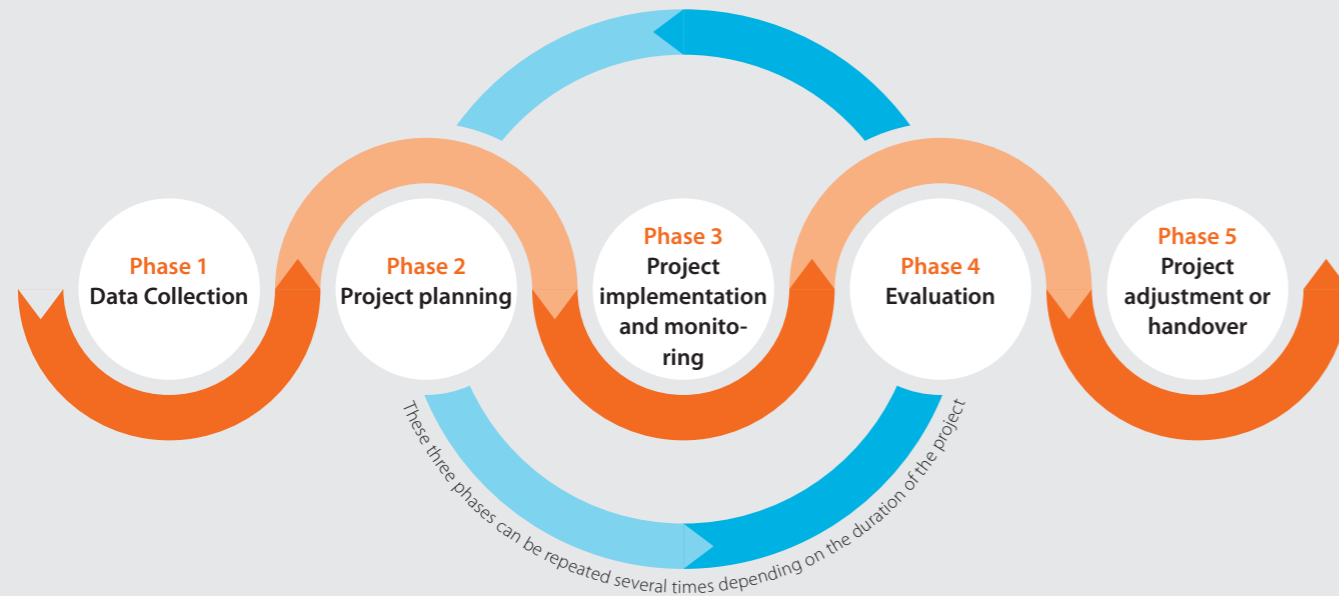 Phase 1
Data Collection
Phase 2
Project planning
Phase 3
Project
implementation
and monito-
ring
Phase 4
Evaluation
Phase 5
Project
adjustment or
handover
These three phases can be repeated several times depending on the duration of the project